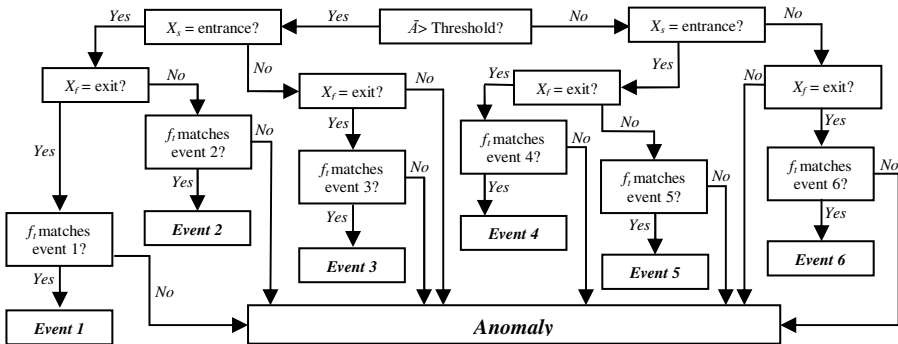 Yes
X_s = entrance?
Yes
Ā> Threshold?
No
X_s = entrance?
No
No
Yes
X_f = exit?
No
X_f = exit?
No
Yes
X_f = exit?
No
X_f = exit?
Yes
f_t matches
event 2?
No
Yes
f_t matches
event 3?
No
f_t matches
event 4?
No
No
f_t matches
event 5?
No
Yes
f_t matches
event 6?
No
Yes
Event 2
Yes
Event 3
Yes
Event 4
Yes
Event 5
Yes
Event 6
f_t matches
event 1?
Yes
No
Event 1
Anomaly